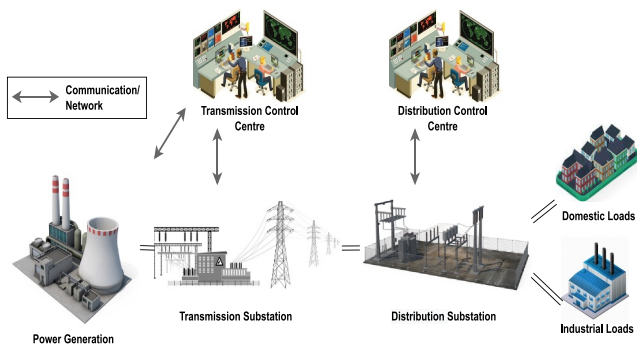 Communication/
Network
Transmission Control
Centre
Distribution Control
Centre
Domestic Loads
Power Generation
Transmission Substation
Distribution Substation
Industrial Loads